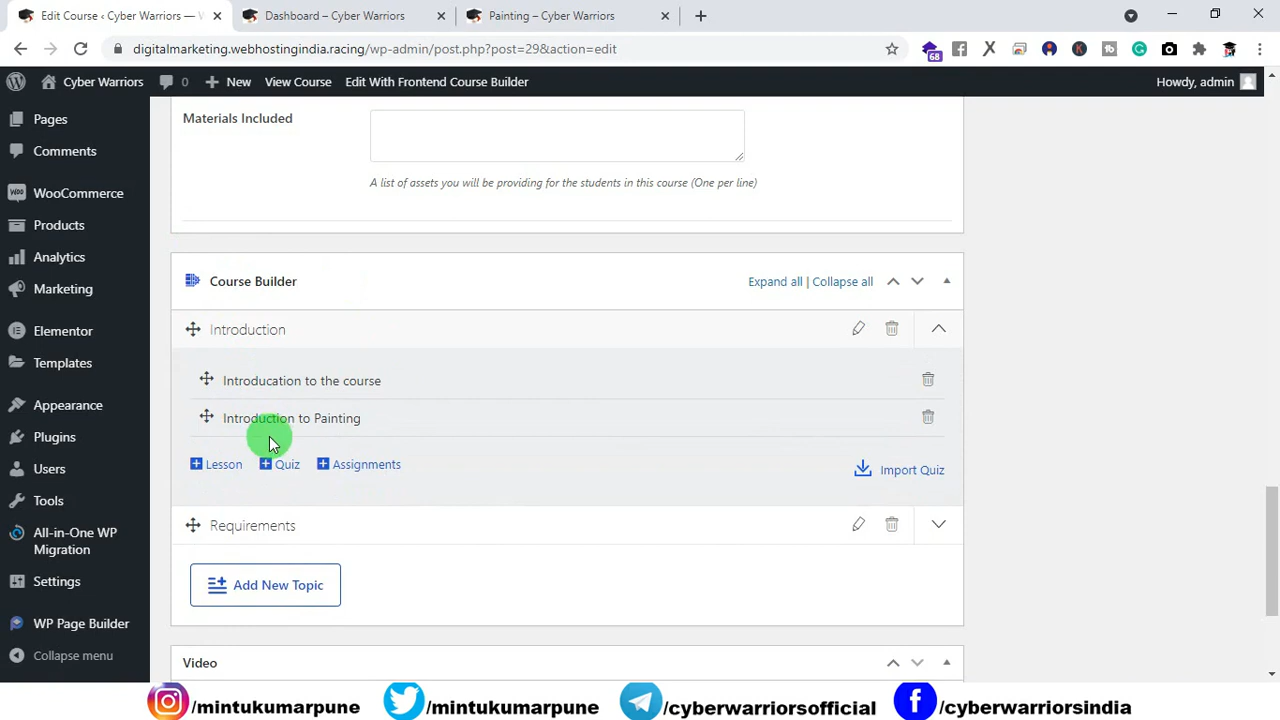 Edit Course ‹ Cyber Warriors —
Dashboard – Cyber Warriors
Painting – Cyber Warriors
digitalmarketing.webhostingindia.racing/wp-admin/post.php?post=29&action=edit
68
Cyber Warriors
0
New
View Course
Edit With Frontend Course Builder
Howdy, admin
Pages
Comments
WooCommerce
Products
Analytics
Marketing
Elementor
Templates
Appearance
Plugins
Users
Tools
All-in-One WP
Migration
Settings
WP Page Builder
Collapse menu
Materials Included
A list of assets you will be providing for the students in this course (One per line)
Course Builder
Expand all | Collapse all
Introduction
Introducation to the course
Introduction to Painting
Lesson
Quiz
Assignments
Import Quiz
Requirements
Add New Topic
Video
/mintukumarpune
/mintukumarpune
/cyberwarriorsofficial
/cyberwarriorsindia